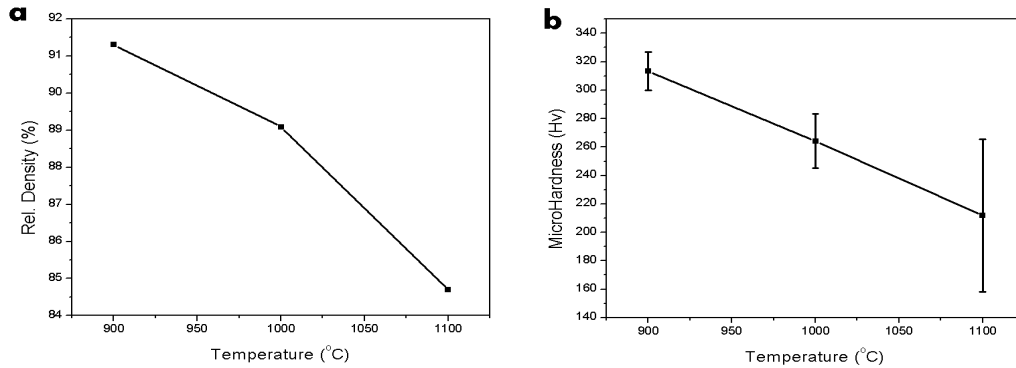 a
92
91
90
89
88
87
86
85
84
Rel. Density (%)
900 950 1000 1050 1100
Temperature (°C)
b
340
320
300
280
260
240
220
200
180
160
140
MicroHardness (Hv)
900 950 1000 1050 1100
Temperature (°C)